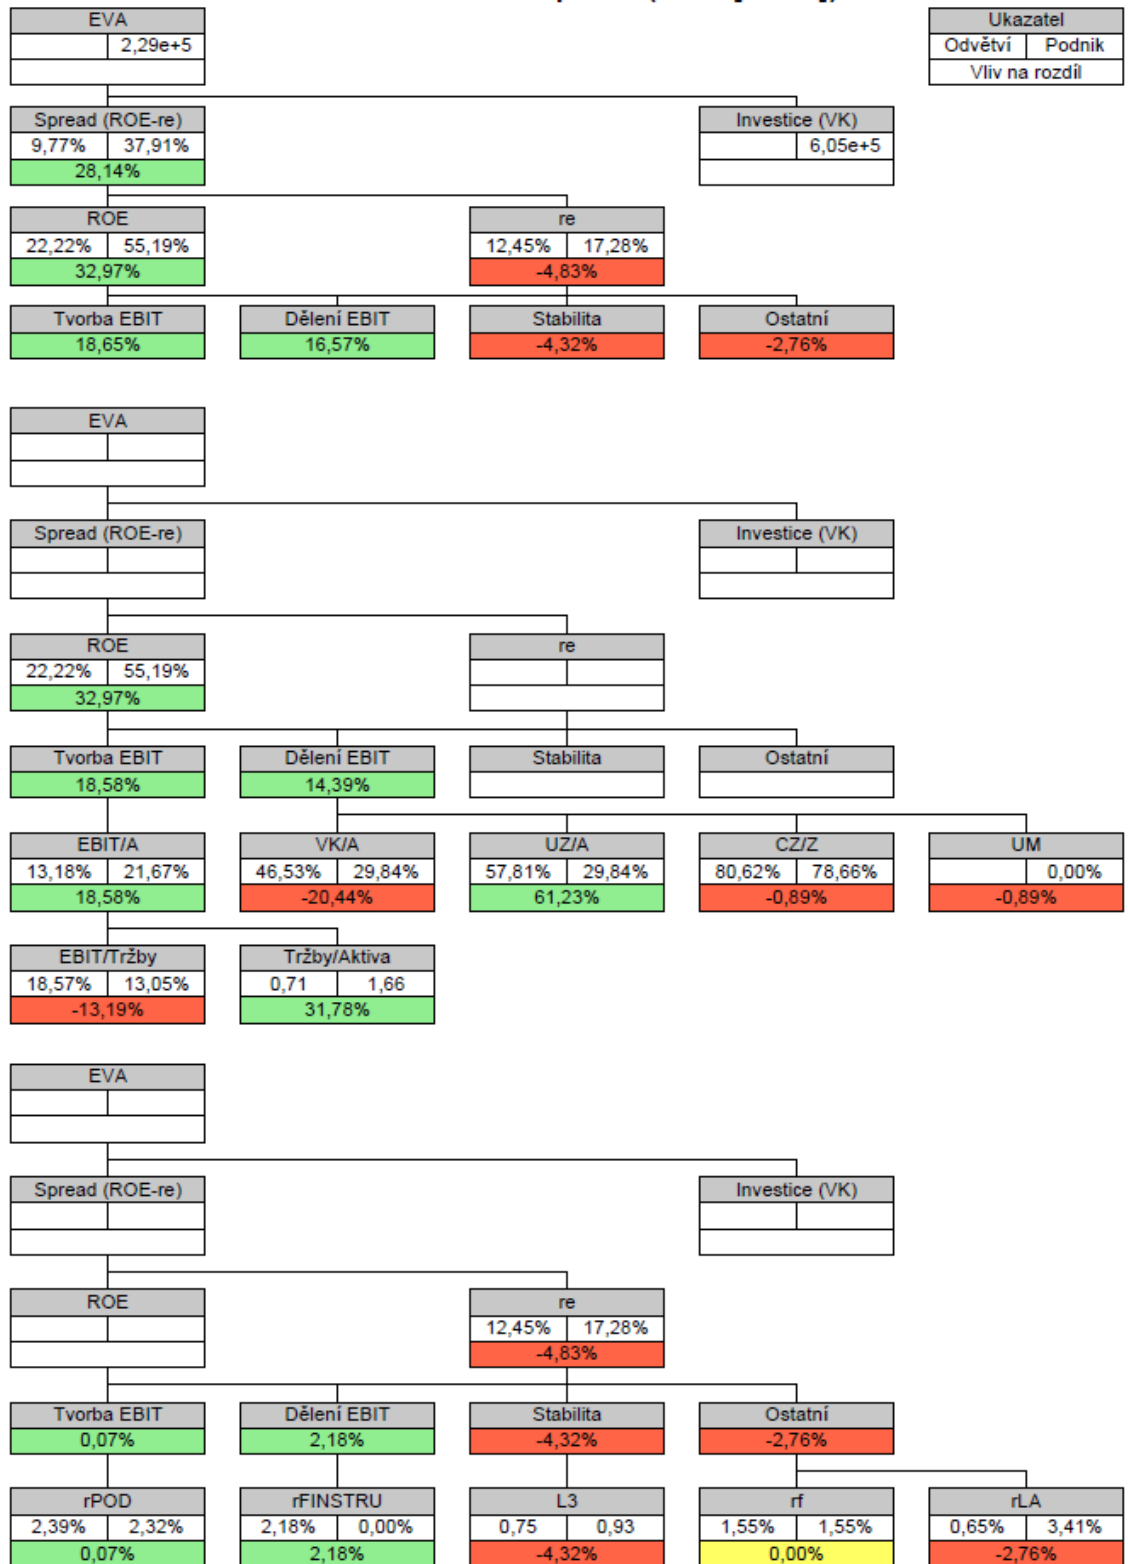 EVA Ukazatel
2,29e+5 Odvětví Podnik
Vliv na rozdíl
Spread (ROE-re) Investice (VK)
9,77% 37,91% 6,05e+5
28,14%
ROE re
22,22% 55,19% 12,45% 17,28%
32,97% -4,83%
Tvorba EBIT Dělení EBIT Stabilita Ostatní
18,65% 16,57% -4,32% -2,76%
EVA
Spread (ROE-re) Investice (VK)
ROE re
22,22% 55,19%
32,97%
Tvorba EBIT Dělení EBIT Stabilita Ostatní
18,58% 14,39%
EBIT/A VK/A UZ/A CZ/Z UM
13,18% 21,67% 46,53% 29,84% 57,81% 29,84% 80,62% 78,66% 0,00%
18,58% -20,44% 61,23% -0,89% -0,89%
EBIT/Tržby Tržby/Aktiva
18,57% 13,05% 0,71 1,66
-13,19% 31,78%
EVA
Spread (ROE-re) Investice (VK)
ROE re
12,45% 17,28%
-4,83%
Tvorba EBIT Dělení EBIT Stabilita Ostatní
0,07% 2,18% -4,32% -2,76%
rPOD rFINSTRU L3 rf rLA
2,39% 2,32% 2,18% 0,00% 0,75 0,93 1,55% 1,55% 0,65% 3,41%
0,07% 2,18% -4,32% 0,00% -2,76%